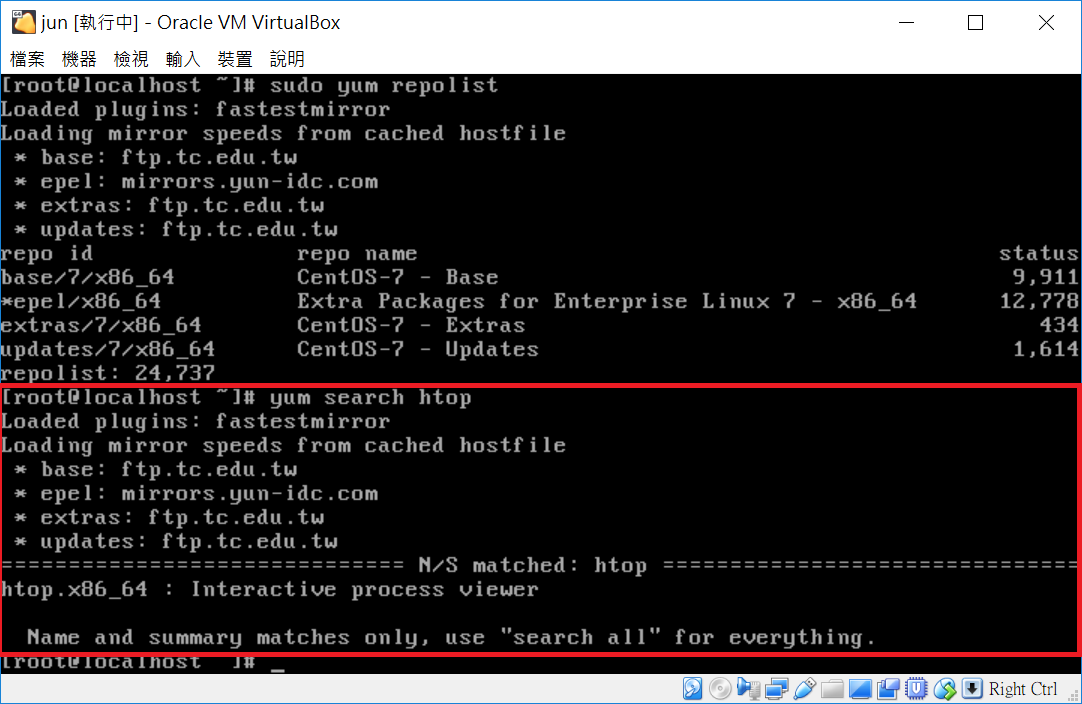 jun [執行中] - Oracle VM VirtualBox
檔案 機器 檢視 輸入 裝置 說明
[root@localhost ~]# sudo yum repolist
Loaded plugins: fastestmirror
Loading mirror speeds from cached hostfile
 * base: ftp.tc.edu.tw
 * epel: mirrors.yun-idc.com
 * extras: ftp.tc.edu.tw
 * updates: ftp.tc.edu.tw
repo id repo name status
base/7/x86_64 CentOS-7 - Base 9,911
*epel/x86_64 Extra Packages for Enterprise Linux 7 - x86_64 12,778
extras/7/x86_64 CentOS-7 - Extras 434
updates/7/x86_64 CentOS-7 - Updates 1,614
repolist: 24,737
[root@localhost ~]# yum search htop
Loaded plugins: fastestmirror
Loading mirror speeds from cached hostfile
 * base: ftp.tc.edu.tw
 * epel: mirrors.yun-idc.com
 * extras: ftp.tc.edu.tw
 * updates: ftp.tc.edu.tw
============================== N/S matched: htop ===============================
htop.x86_64 : Interactive process viewer
  Name and summary matches only, use "search all" for everything.
[root@localhost ~]# _
Right Ctrl